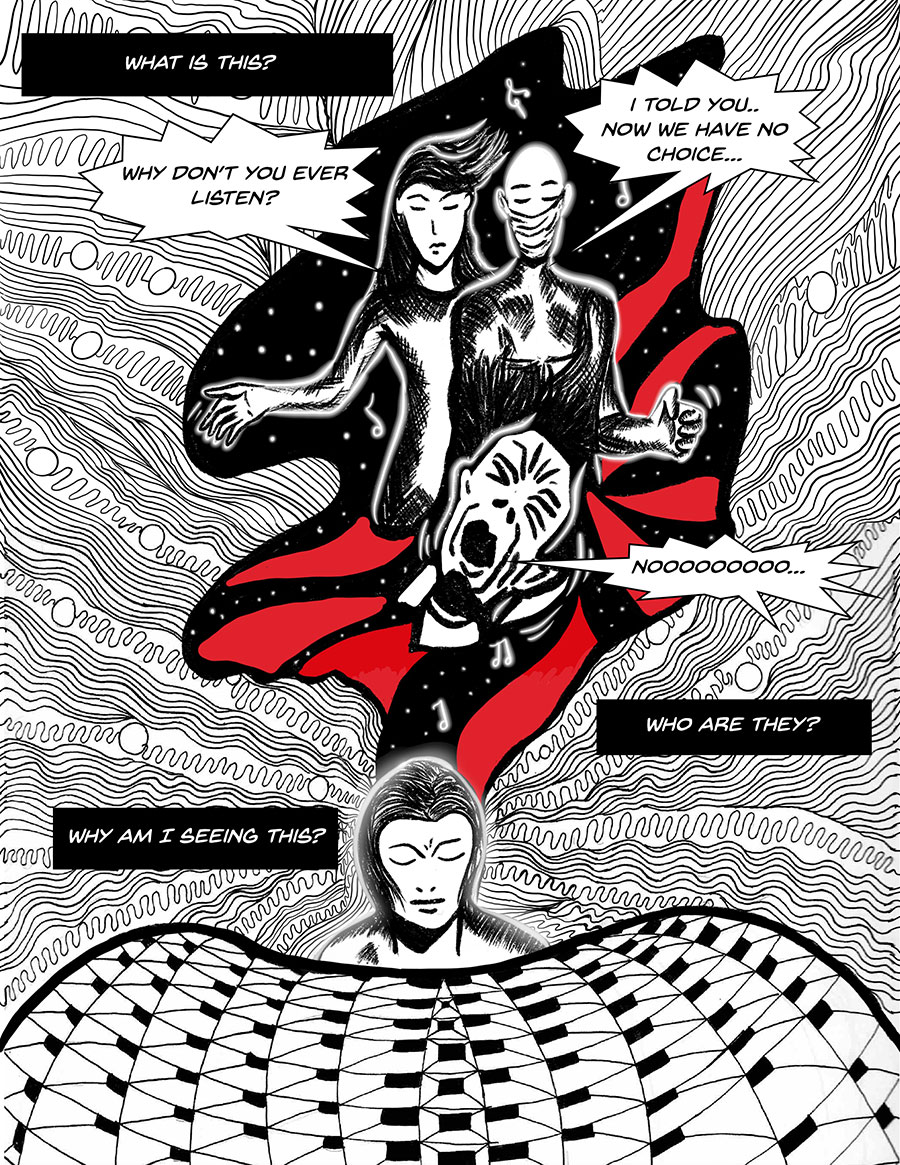 WHAT IS THIS?
WHY DON'T YOU EVER
LISTEN?
I TOLD YOU..
NOW WE HAVE NO
CHOICE...
NOOOOOOOOO...
WHO ARE THEY?
WHY AM I SEEING THIS?